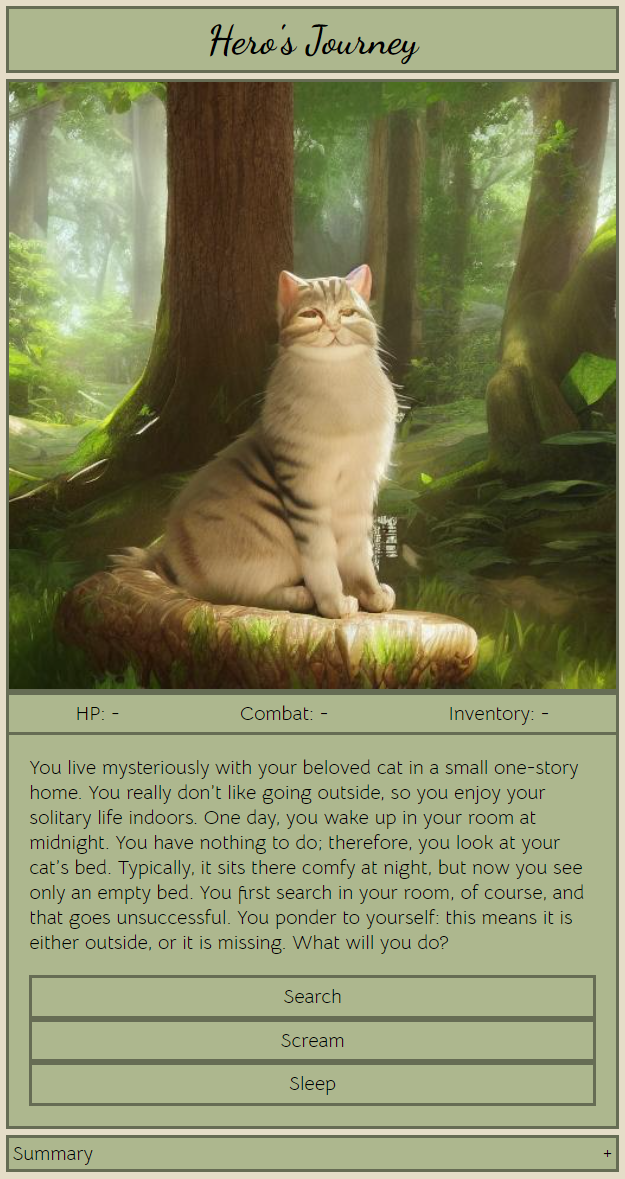 Hero's Journey
HP: -
Combat: -
Inventory: -
You live mysteriously with your beloved cat in a small one-story
home. You really don't like going outside, so you enjoy your
solitary life indoors. One day, you wake up in your room at
midnight. You have nothing to do; therefore, you look at your
cat's bed. Typically, it sits there comfy at night, but now you see
only an empty bed. You first search in your room, of course, and
that goes unsuccessful. You ponder to yourself: this means it is
either outside, or it is missing. What will you do?
Search
Scream
Sleep
Summary +